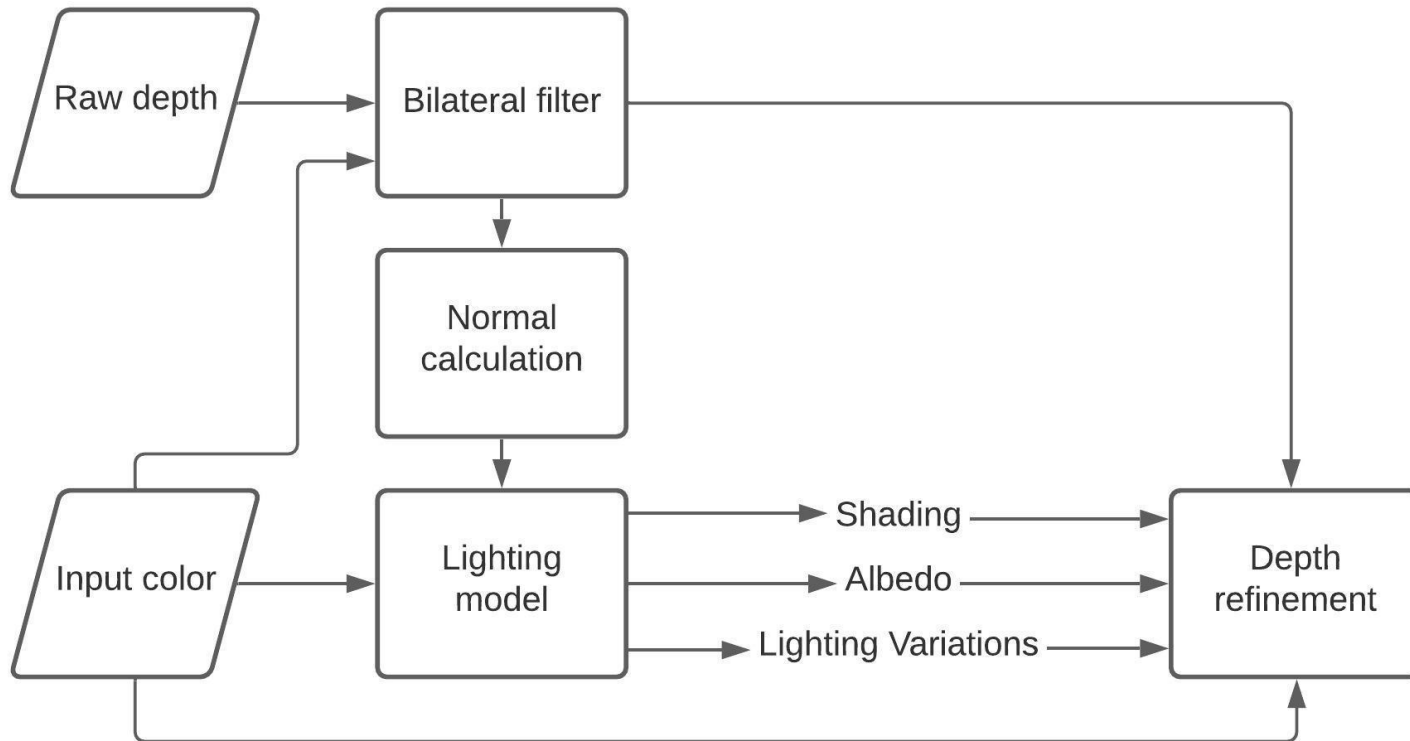 Raw depth
Bilateral filter
Normal
calculation
Input color
Lighting
model
Shading
Albedo
Lighting Variations
Depth
refinement